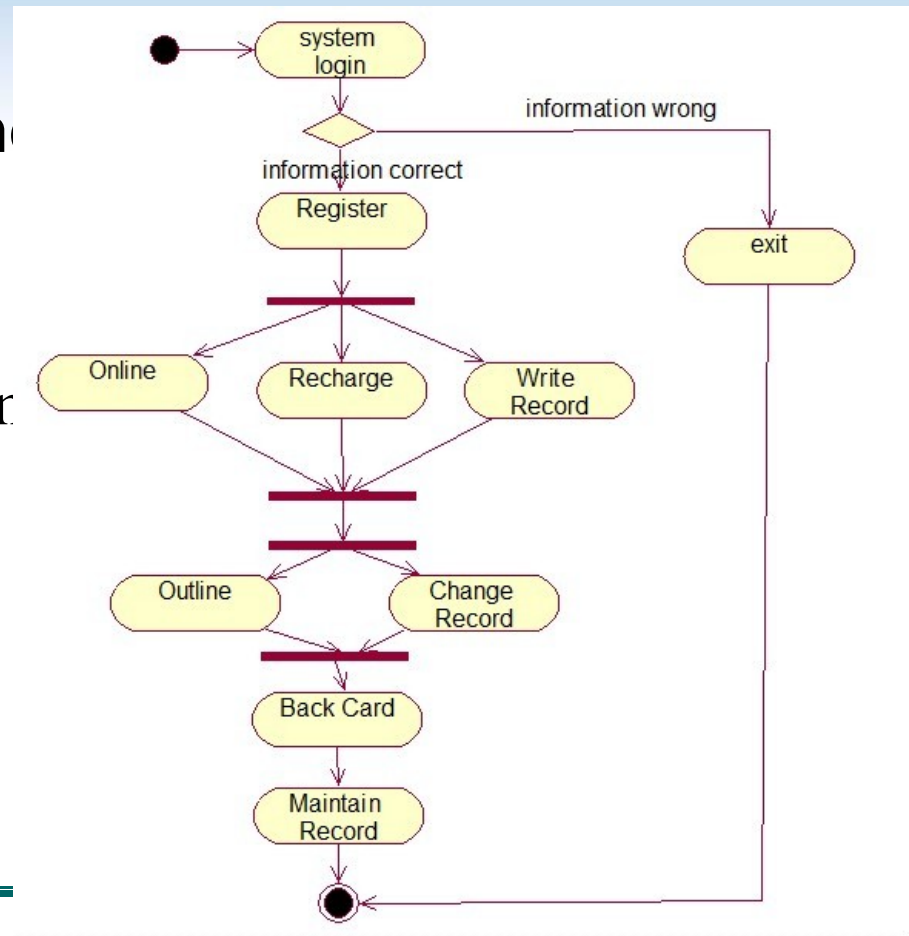 system
login
information wrong
information correct
Register
exit
Online
Recharge
Write
Record
Outline
Change
Record
Back Card
Maintain
Record